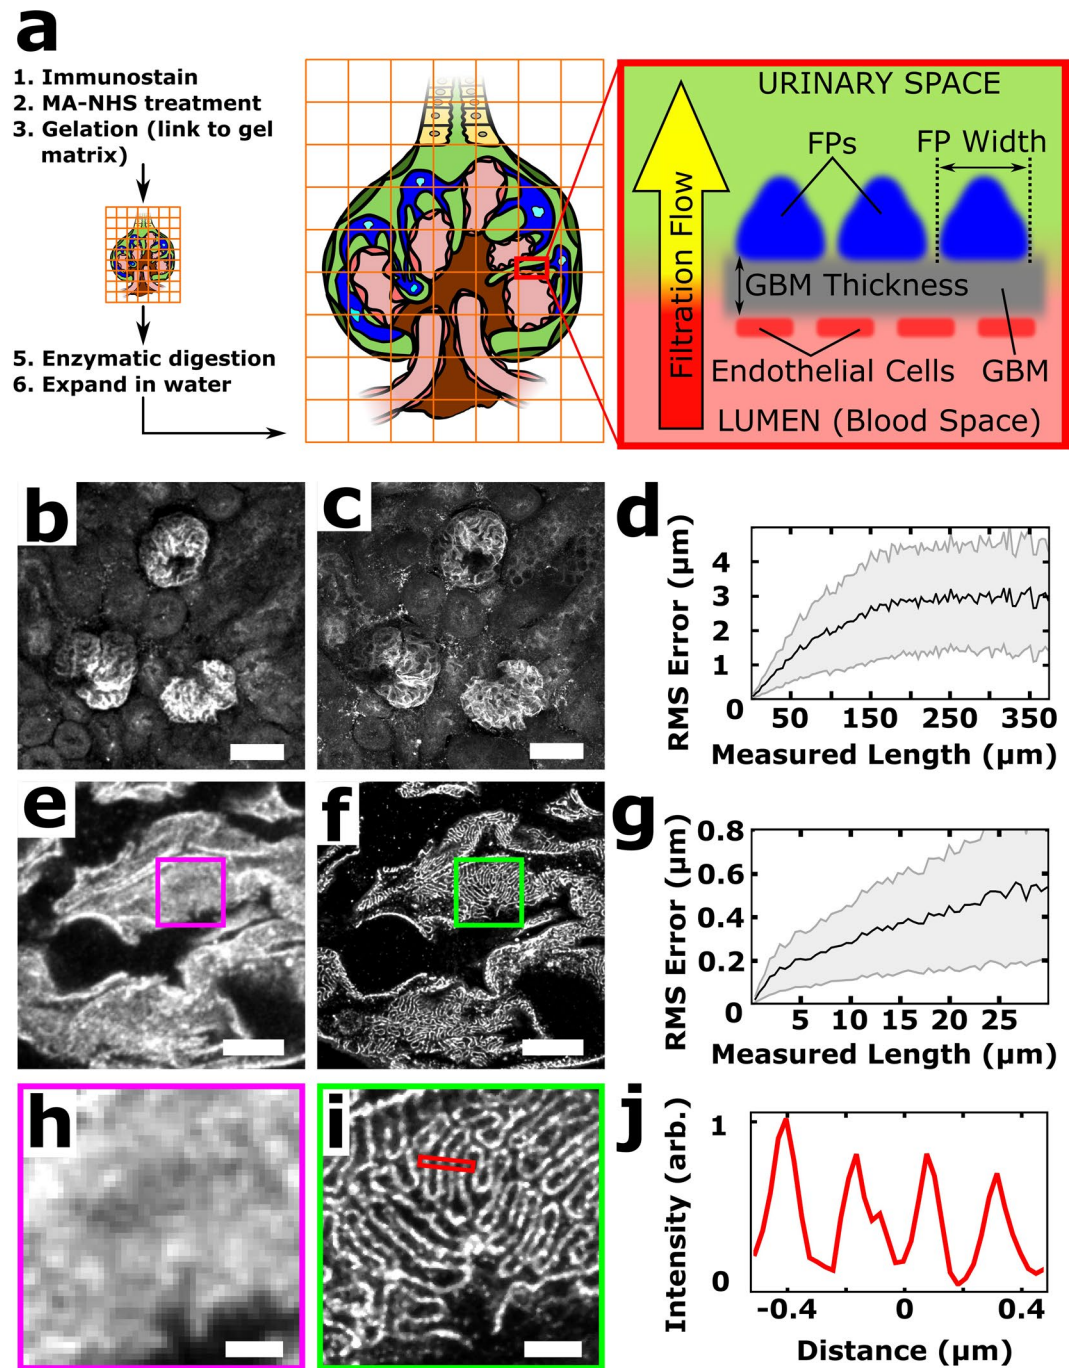 a
1. Immunostain
2. MA-NHS treatment
3. Gelation (link to gel
matrix)
5. Enzymatic digestion
6. Expand in water
URINARY SPACE
FPs
FP Width
Filtration Flow
GBM Thickness
Endothelial Cells
GBM
LUMEN (Blood Space)
b
c
d
RMS Error (µm)
4
3
2
1
0
50
150
250
350
Measured Length (µm)
e
f
g
RMS Error (µm)
0.8
0.6
0.4
0.2
0
5
10
15
20
25
Measured Length (µm)
h
i
j
Intensity (arb.)
1
0
-0.4
0
0.4
Distance (µm)